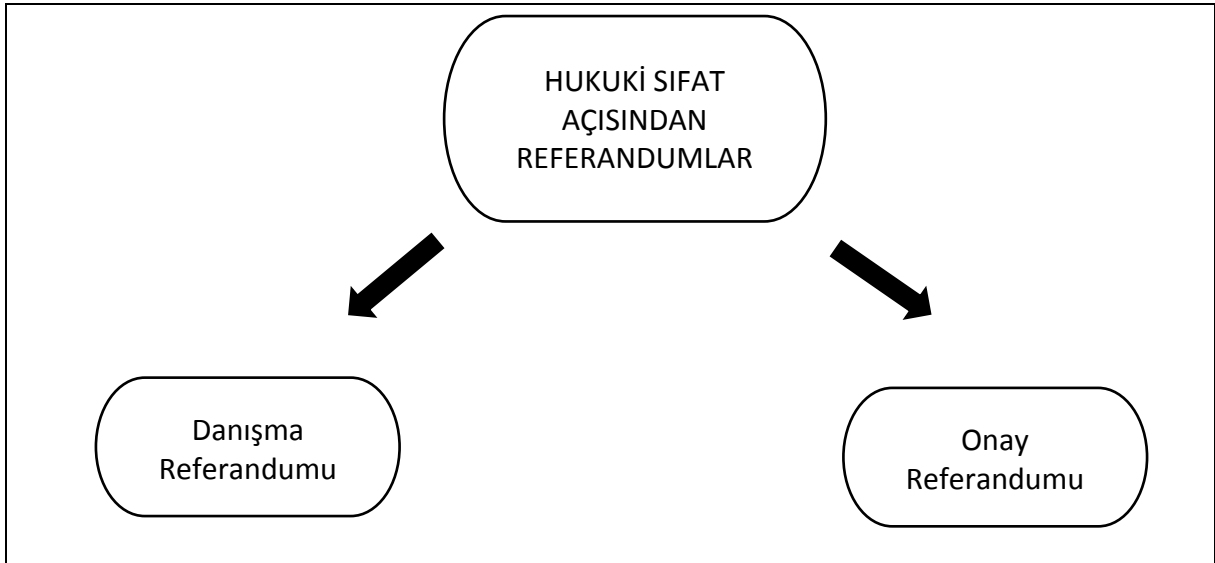 HUKUKİ SIFAT
AÇISINDAN
REFERANDUMLAR
Danışma
Referandumu
Onay
Referandumu